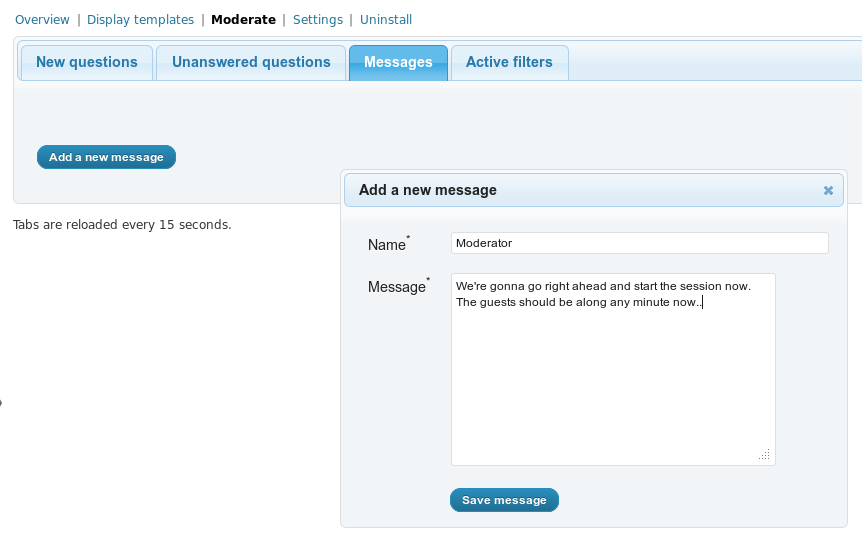 Overview | Display templates | Moderate | Settings | Uninstall
New questions Unanswered questions Messages Active filters
Add a new message
Tabs are reloaded every 15 seconds.
Add a new message
Name* Moderator
Message* We're gonna go right ahead and start the session now.
The guests should be along any minute now..
Save message